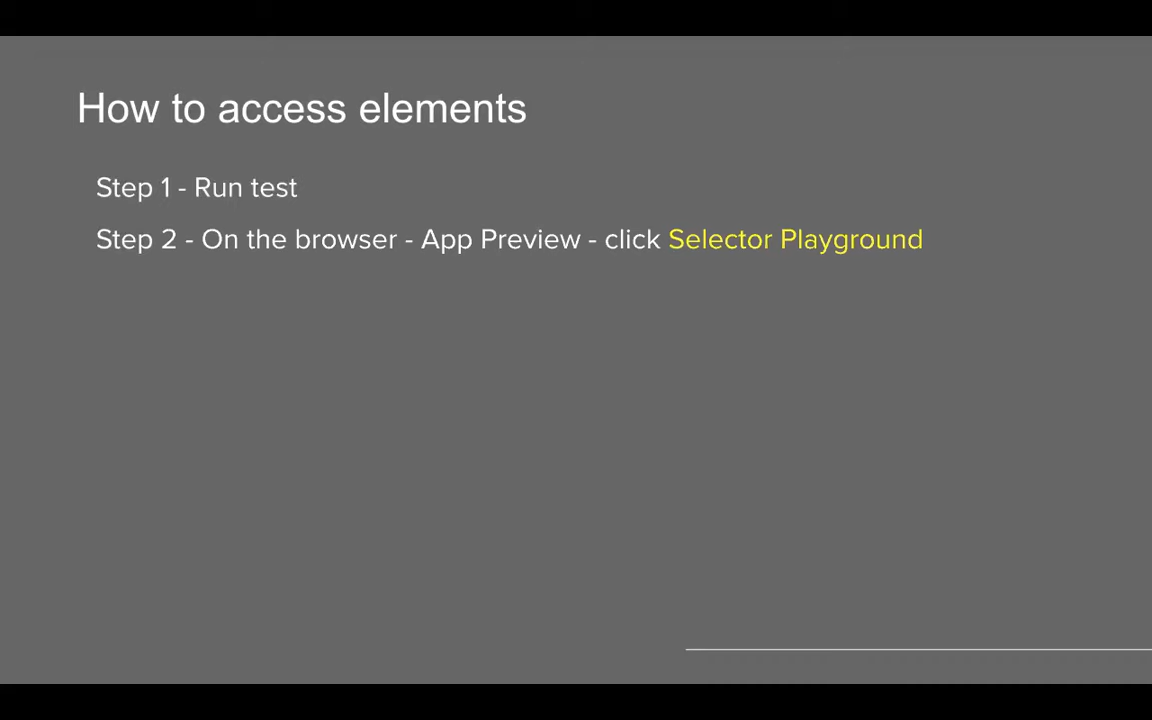 How to access elements
Step 1 - Run test
Step 2 - On the browser - App Preview - click Selector Playground